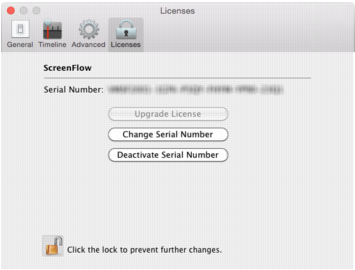 Licenses
General Timeline Advanced Licenses
ScreenFlow
Serial Number:
Upgrade License
Change Serial Number
Deactivate Serial Number
Click the lock to prevent further changes.